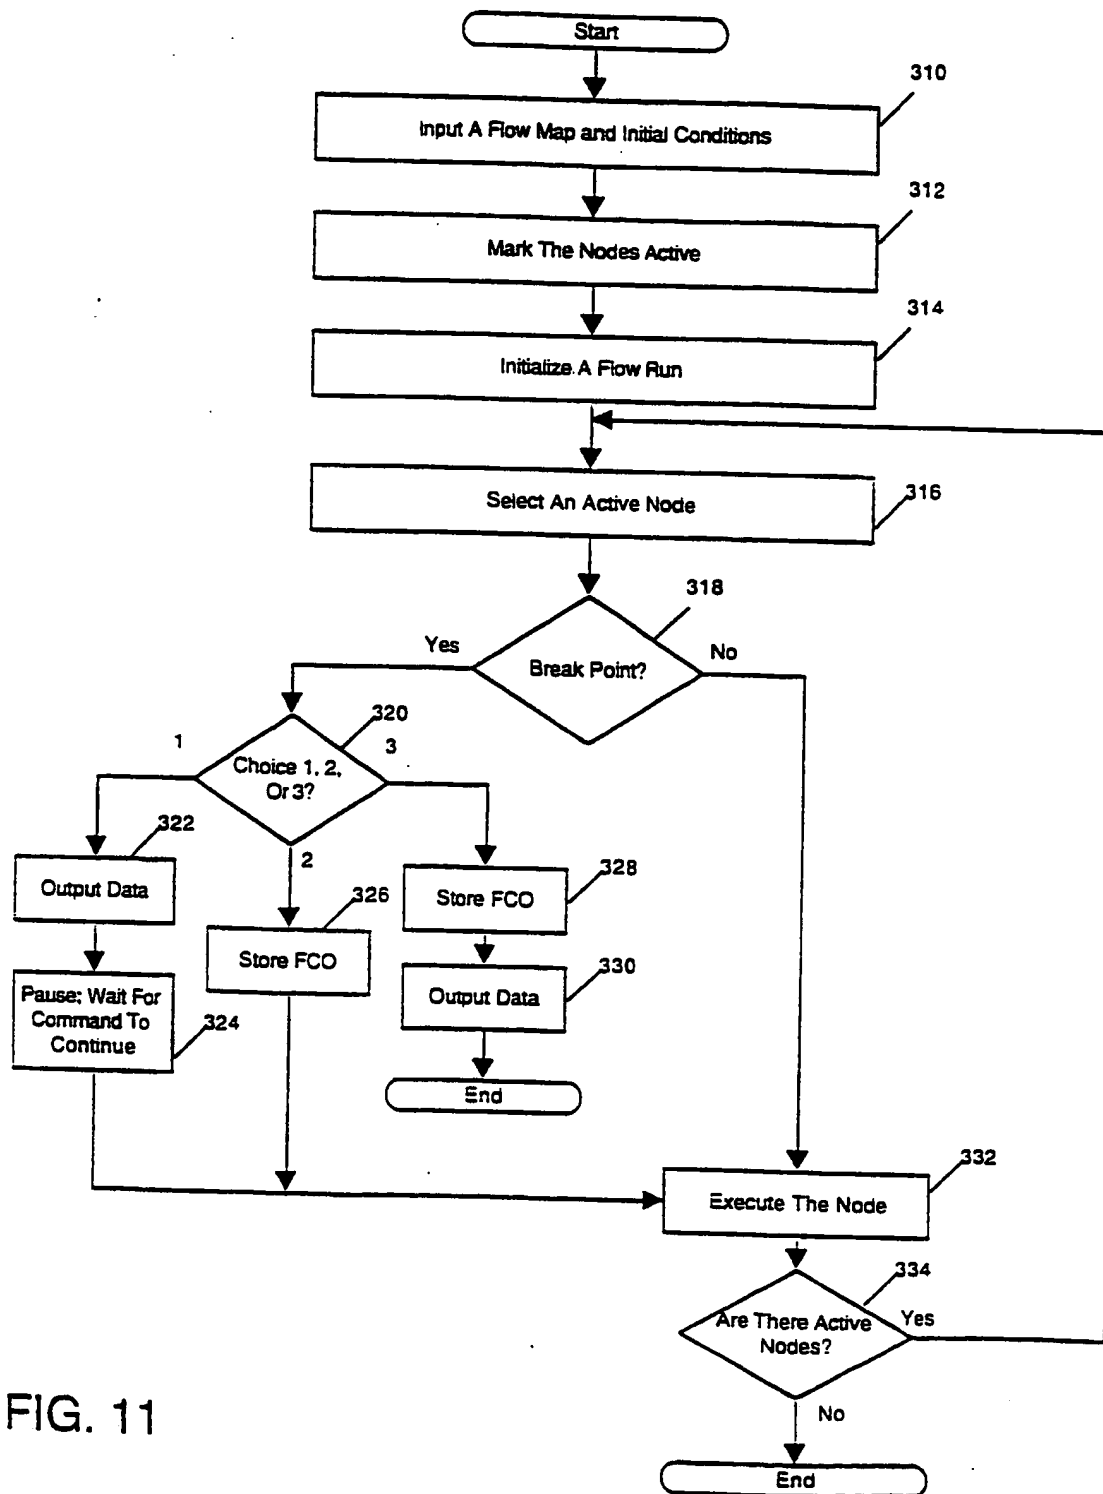 Start
310
Input A Flow Map and Initial Conditions
312
Mark The Nodes Active
314
Initialize A Flow Run
316
Select An Active Node
318
Yes
Break Point?
No
320
1
3
Choice 1, 2,
Or 3?
322
2
Output Data
328
326
Store FCO
Store FCO
330
Pause; Wait For
Command To
Continue
324
Output Data
End
332
Execute The Node
334
Are There Active
Nodes?
Yes
No
FIG. 11
End